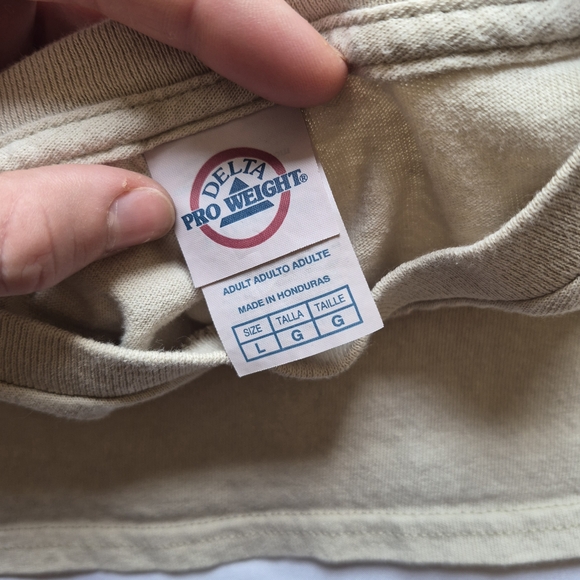 DELTA
PRO WEIGHT®
ADULT ADULTO ADULTE
MADE IN HONDURAS
SIZE TALLA TAILLE
L G G